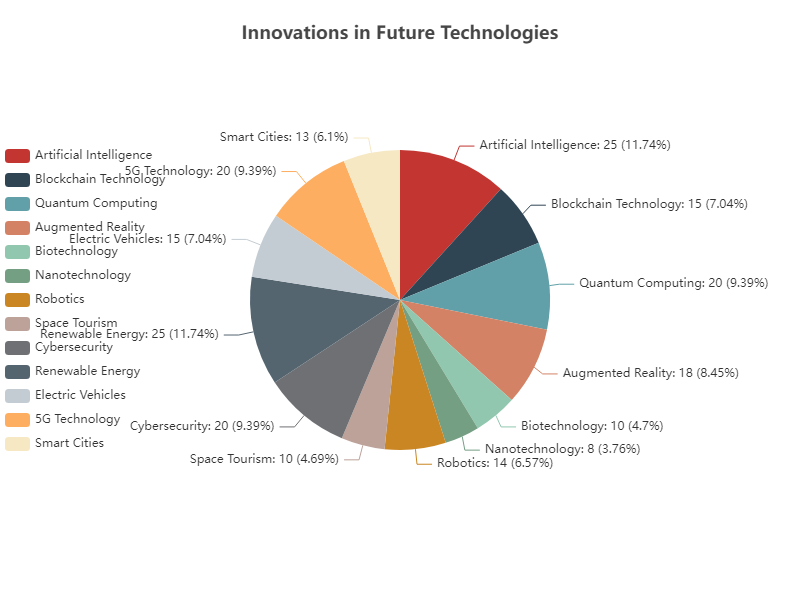 Innovations in Future Technologies
Artificial Intelligence
Blockchain Technology
Quantum Computing
Augmented Reality
Biotechnology
Nanotechnology
Robotics
Space Tourism
Cybersecurity
Renewable Energy
Electric Vehicles
5G Technology
Smart Cities
Artificial Intelligence: 25 (11.74%)
Blockchain Technology: 15 (7.04%)
Quantum Computing: 20 (9.39%)
Augmented Reality: 18 (8.45%)
Biotechnology: 10 (4.7%)
Nanotechnology: 8 (3.76%)
Robotics: 14 (6.57%)
Space Tourism: 10 (4.69%)
Cybersecurity: 20 (9.39%)
Renewable Energy: 25 (11.74%)
Electric Vehicles: 15 (7.04%)
5G Technology: 20 (9.39%)
Smart Cities: 13 (6.1%)